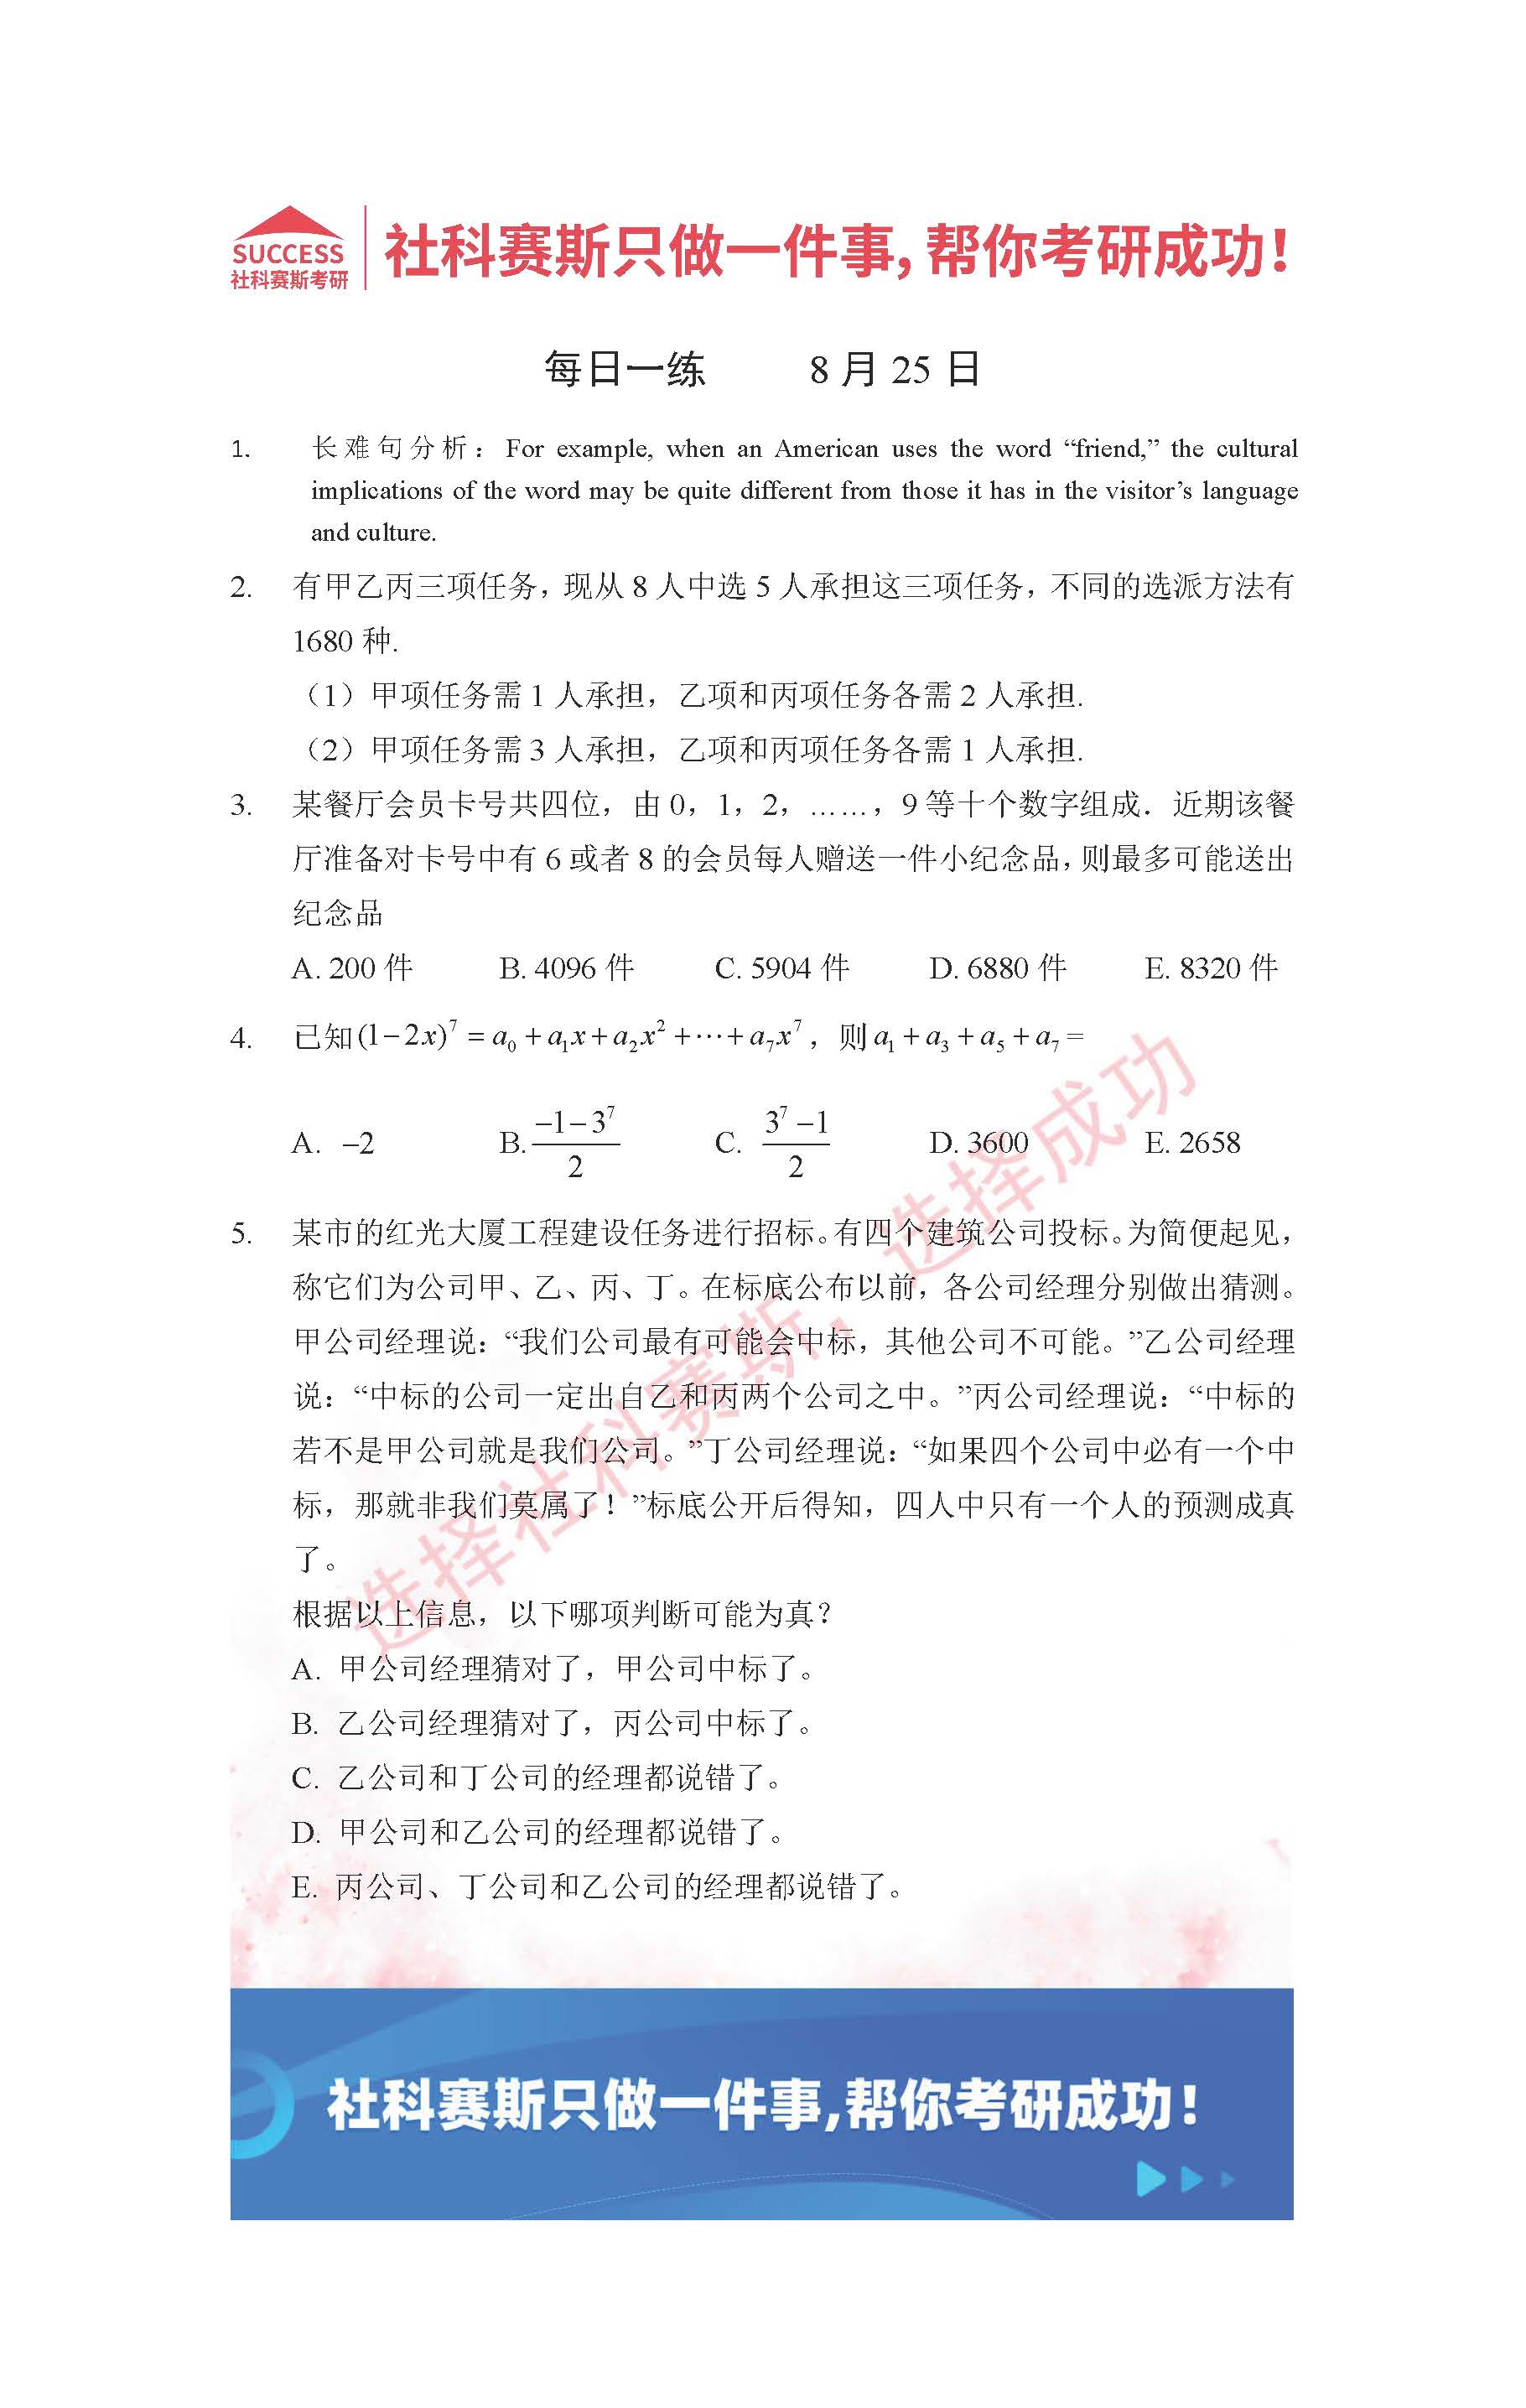 SUCCESS
社科赛斯考研
社科赛斯只做一件事,帮你考研成功!
每日一练 8 月 25 日
1. 长难句分析: For example, when an American uses the word “friend,” the cultural
implications of the word may be quite different from those it has in the visitor’s language
and culture.
2. 有甲乙丙三项任务，现从 8 人中选 5 人承担这三项任务，不同的选派方法有
1680 种.
（1）甲项任务需 1 人承担，乙项和丙项任务各需 2 人承担.
（2）甲项任务需 3 人承担，乙项和丙项任务各需 1 人承担.
3. 某餐厅会员卡号共四位，由 0，1，2，……，9 等十个数字组成．近期该餐
厅准备对卡号中有 6 或者 8 的会员每人赠送一件小纪念品，则最多可能送出
纪念品
A. 200 件 B. 4096 件 C. 5904 件 D. 6880 件 E. 8320 件
4. 已知 (1−2x)^7 = a_0 + a_1x + a_2x^2 + ⋯ + a_7x^7，则 a_1 + a_3 + a_5 + a_7 =
A. −2 B. (−1−3^7)/2 C. (3^7−1)/2 D. 3600 E. 2658
5. 某市的红光大厦工程建设任务进行招标。有四个建筑公司投标。为简便起见，
称它们为公司甲、乙、丙、丁。在标底公布以前，各公司经理分别做出猜测。
甲公司经理说：“我们公司最有可能会中标，其他公司不可能。”乙公司经理
说：“中标的公司一定出自乙和丙两个公司之中。”丙公司经理说：“中标的
若不是甲公司就是我们公司。”丁公司经理说：“如果四个公司中必有一个中
标，那就非我们莫属了！”标底公开后得知，四人中只有一个人的预测成真
了。
根据以上信息，以下哪项判断可能为真？
A. 甲公司经理猜对了，甲公司中标了。
B. 乙公司经理猜对了，丙公司中标了。
C. 乙公司和丁公司的经理都说错了。
D. 甲公司和乙公司的经理都说错了。
E. 丙公司、丁公司和乙公司的经理都说错了。
选择社科赛斯，选择成功
社科赛斯只做一件事,帮你考研成功!